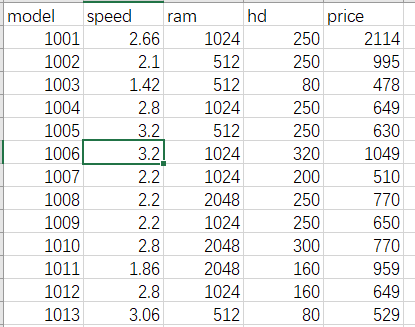 model speed ram hd price
1001 2.66 1024 250 2114
1002 2.1 512 250 995
1003 1.42 512 80 478
1004 2.8 1024 250 649
1005 3.2 512 250 630
1006 3.2 1024 320 1049
1007 2.2 1024 200 510
1008 2.2 2048 250 770
1009 2.2 1024 250 650
1010 2.8 2048 300 770
1011 1.86 2048 160 959
1012 2.8 1024 160 649
1013 3.06 512 80 529